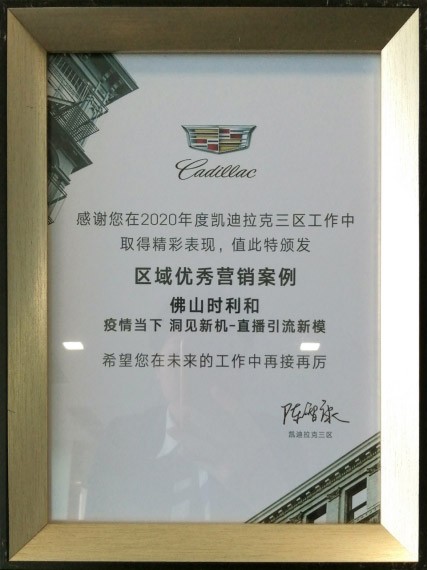 Cadillac
感谢您在2020年度凯迪拉克三区工作中
取得精彩表现，值此特颁发
区域优秀营销案例
佛山时利和
疫情当下 洞见新机-直播引流新模
希望您在未来的工作中再接再厉
凯迪拉克三区